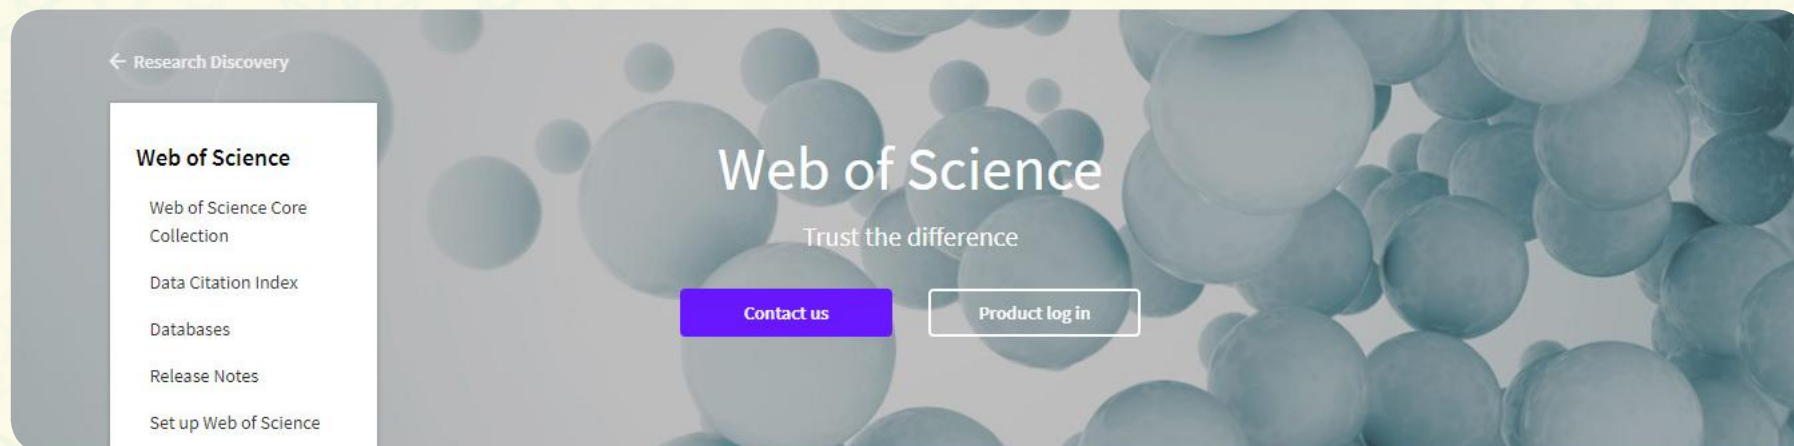 ← Research Discovery
Web of Science
Web of Science Core
Collection
Data Citation Index
Databases
Release Notes
Set up Web of Science
Web of Science
Trust the difference
Contact us
Product log in